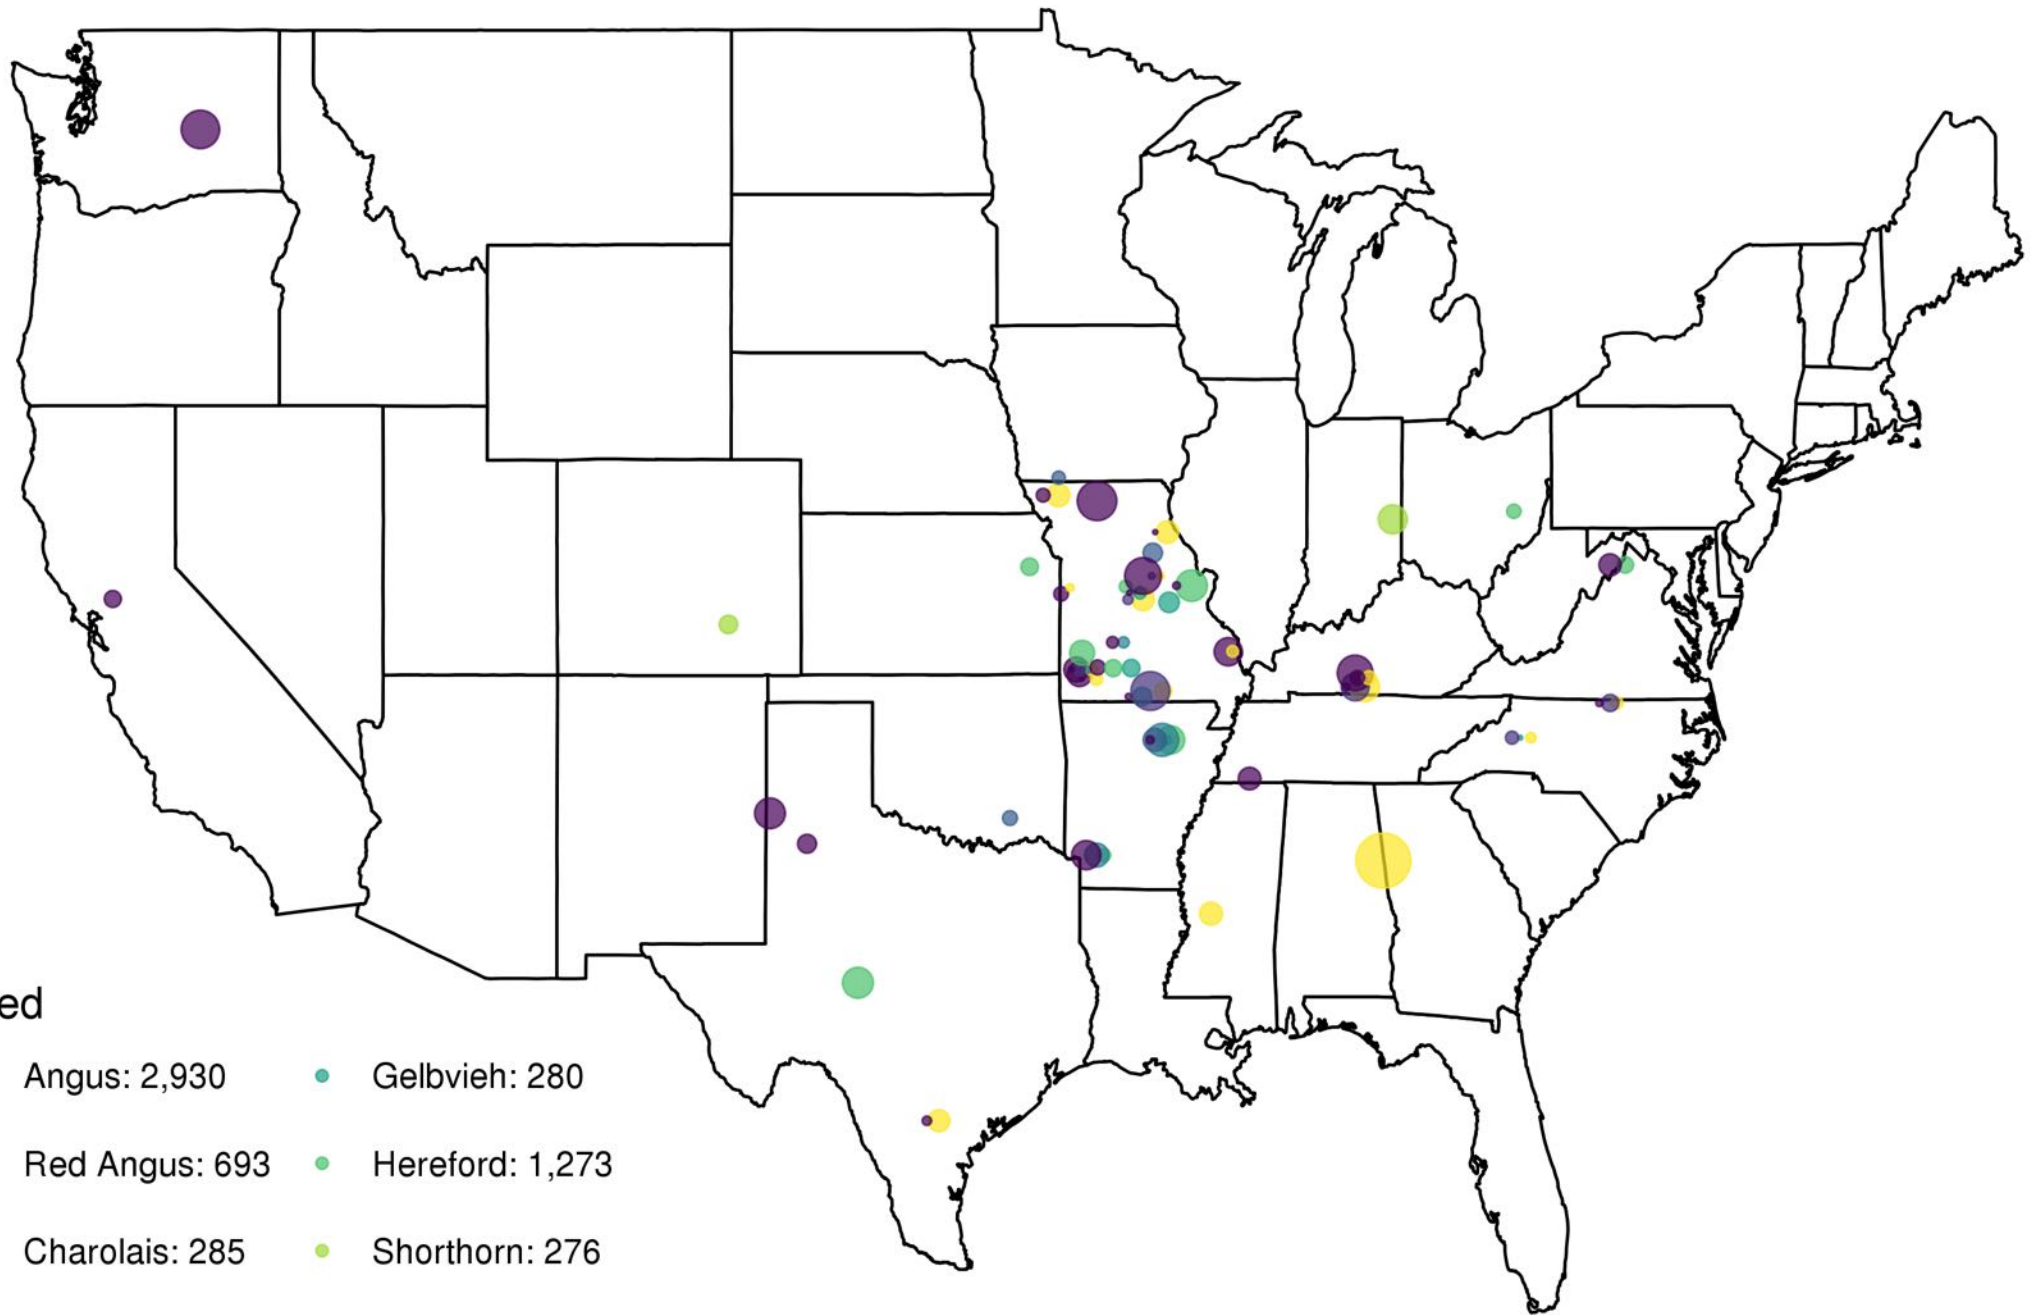 ed
Angus: 2,930
Gelbvieh: 280
Red Angus: 693
Hereford: 1,273
Charolais: 285
Shorthorn: 276